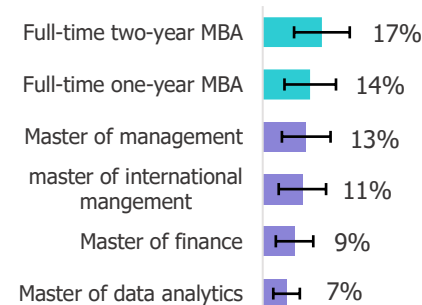 Full-time two-year MBA 17%
Full-time one-year MBA 14%
Master of management 13%
master of international
mangement 11%
Master of finance 9%
Master of data analytics 7%